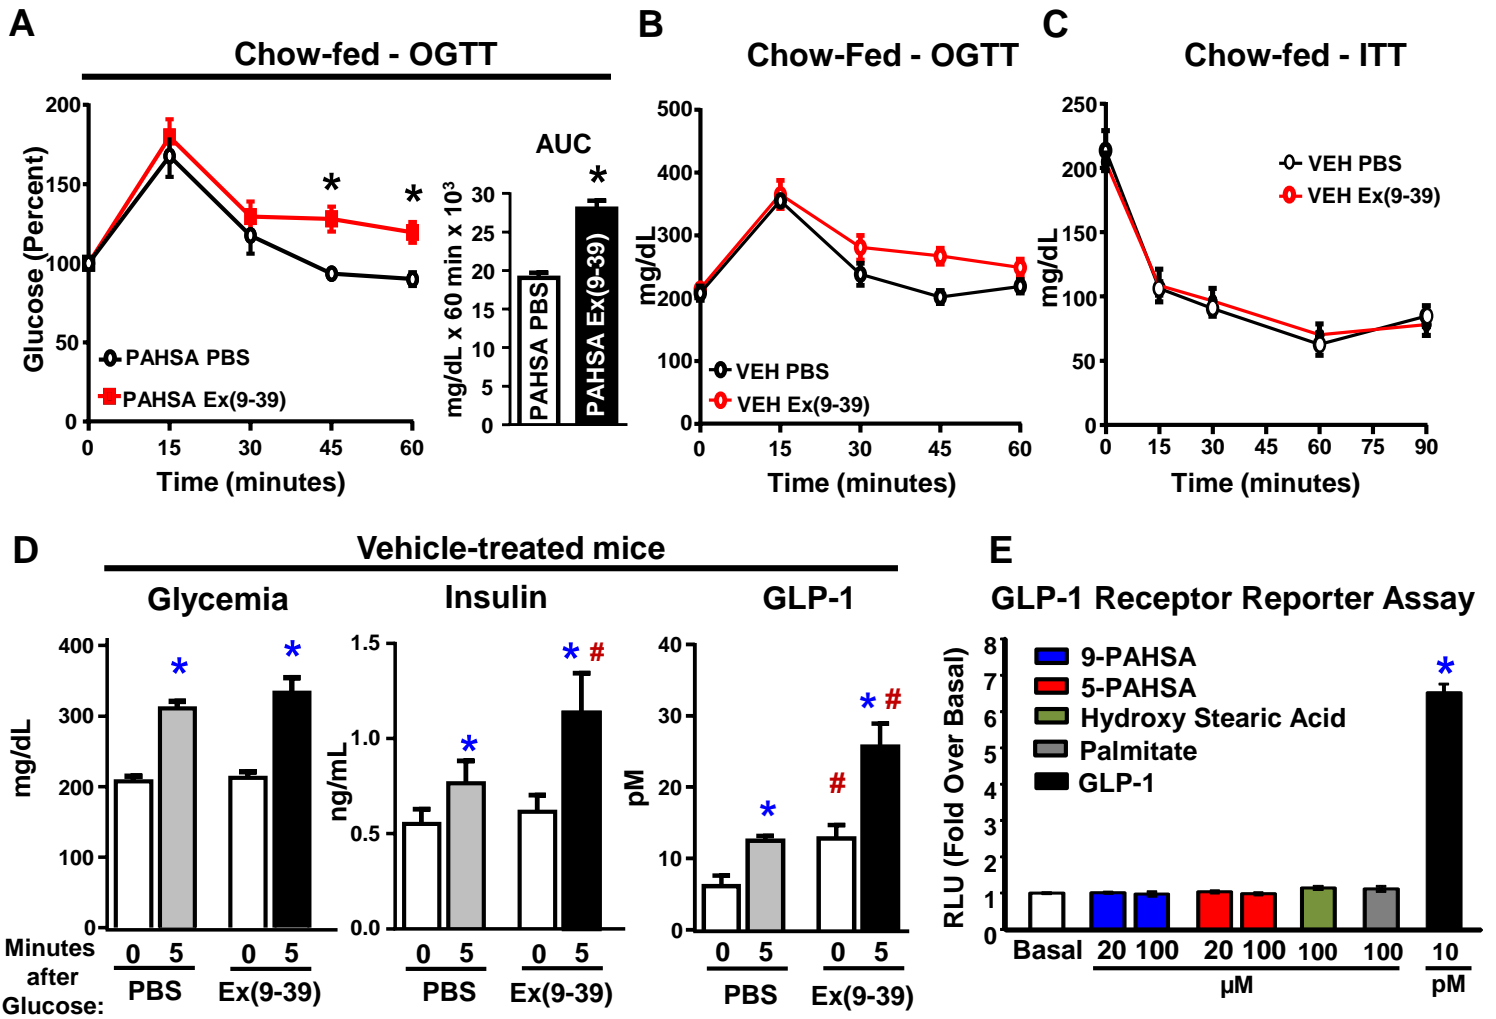 A
Chow-fed - OGTT
Glucose (Percent)
200
150
100
50
0
0 15 30 45 60
Time (minutes)
PAHSA PBS
PAHSA Ex(9-39)
* *
AUC
*
mg/dL x 60 min x 10³
30
25
20
15
10
5
0
PAHSA PBS
PAHSA Ex(9-39)
B
Chow-Fed - OGTT
mg/dL
500
400
300
200
100
0
0 15 30 45 60
Time (minutes)
VEH PBS
VEH Ex(9-39)
C
Chow-fed - ITT
mg/dL
250
200
150
100
50
0
0 15 30 45 60 75 90
Time (minutes)
VEH PBS
VEH Ex(9-39)
D
Vehicle-treated mice
Glycemia
mg/dL
400
300
200
100
0
* *
0 5 0 5
PBS Ex(9-39)
Insulin
ng/mL
1.5
1.0
0.5
0.0
* * #
0 5 0 5
PBS Ex(9-39)
GLP-1
pM
40
30
20
10
0
* # * #
0 5 0 5
PBS Ex(9-39)
Minutes
after
Glucose:
E
GLP-1 Receptor Reporter Assay
RLU (Fold Over Basal)
8
7
6
5
4
3
2
1
0
9-PAHSA
5-PAHSA
Hydroxy Stearic Acid
Palmitate
GLP-1
*
Basal 20 100 20 100 100 100 10
µM pM